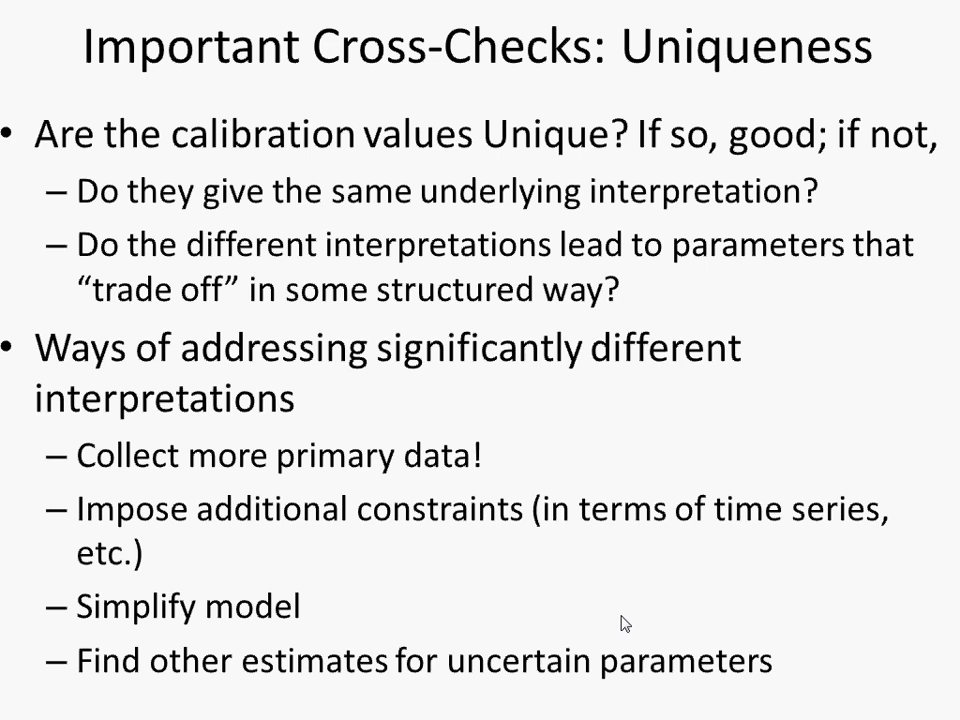 Important Cross-Checks: Uniqueness
• Are the calibration values Unique? If so, good; if not,
– Do they give the same underlying interpretation?
– Do the different interpretations lead to parameters that
“trade off” in some structured way?
• Ways of addressing significantly different
interpretations
– Collect more primary data!
– Impose additional constraints (in terms of time series,
etc.)
– Simplify model
– Find other estimates for uncertain parameters